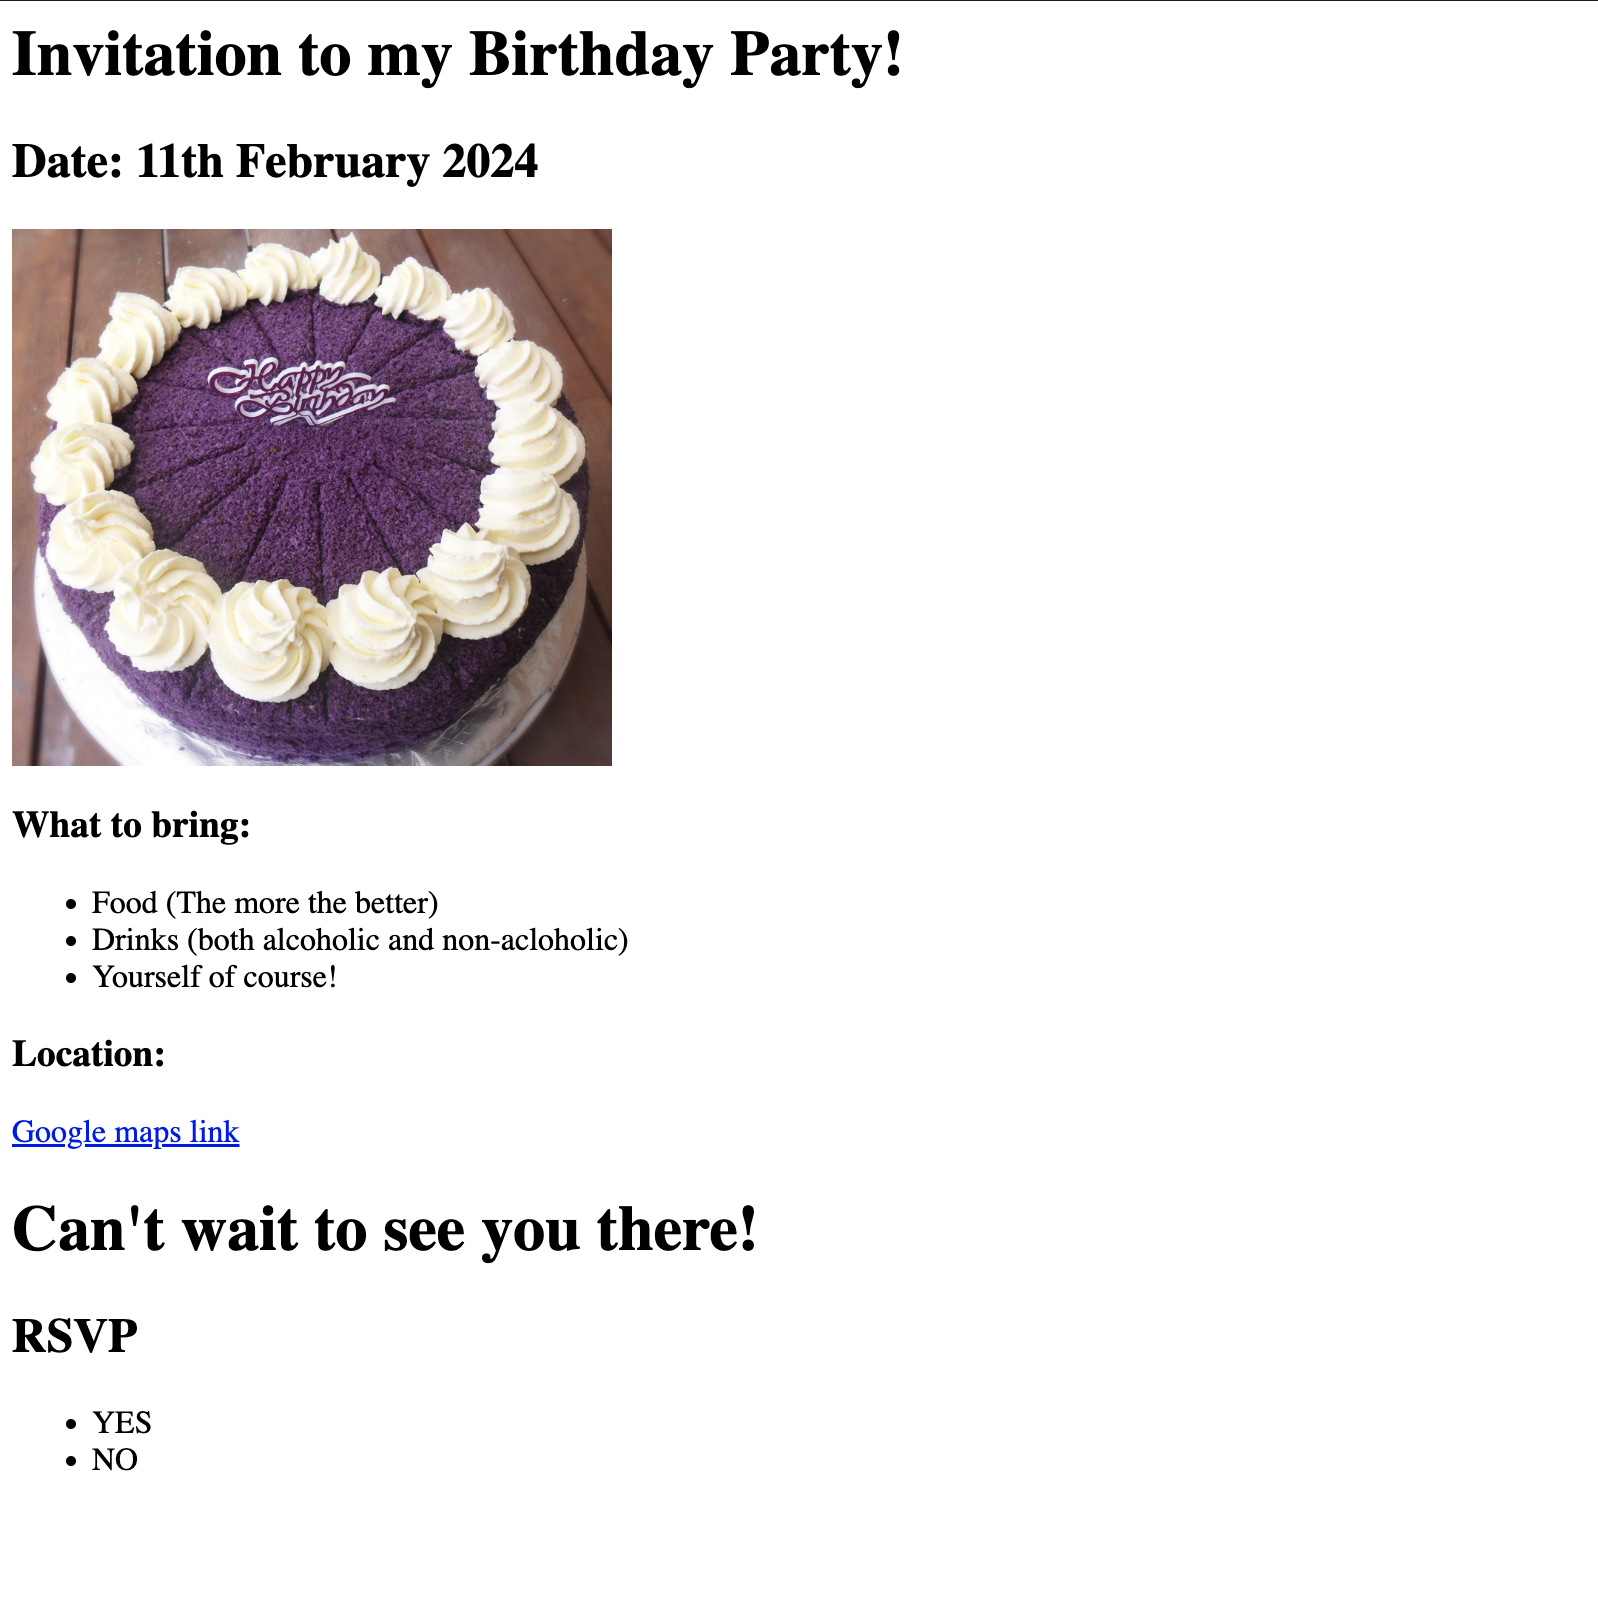 Invitation to my Birthday Party!
Date: 11th February 2024
Happy
Birthday
What to bring:
Food (The more the better)
Drinks (both alcoholic and non-acloholic)
Yourself of course!
Location:
Google maps link
Can't wait to see you there!
RSVP
YES
NO